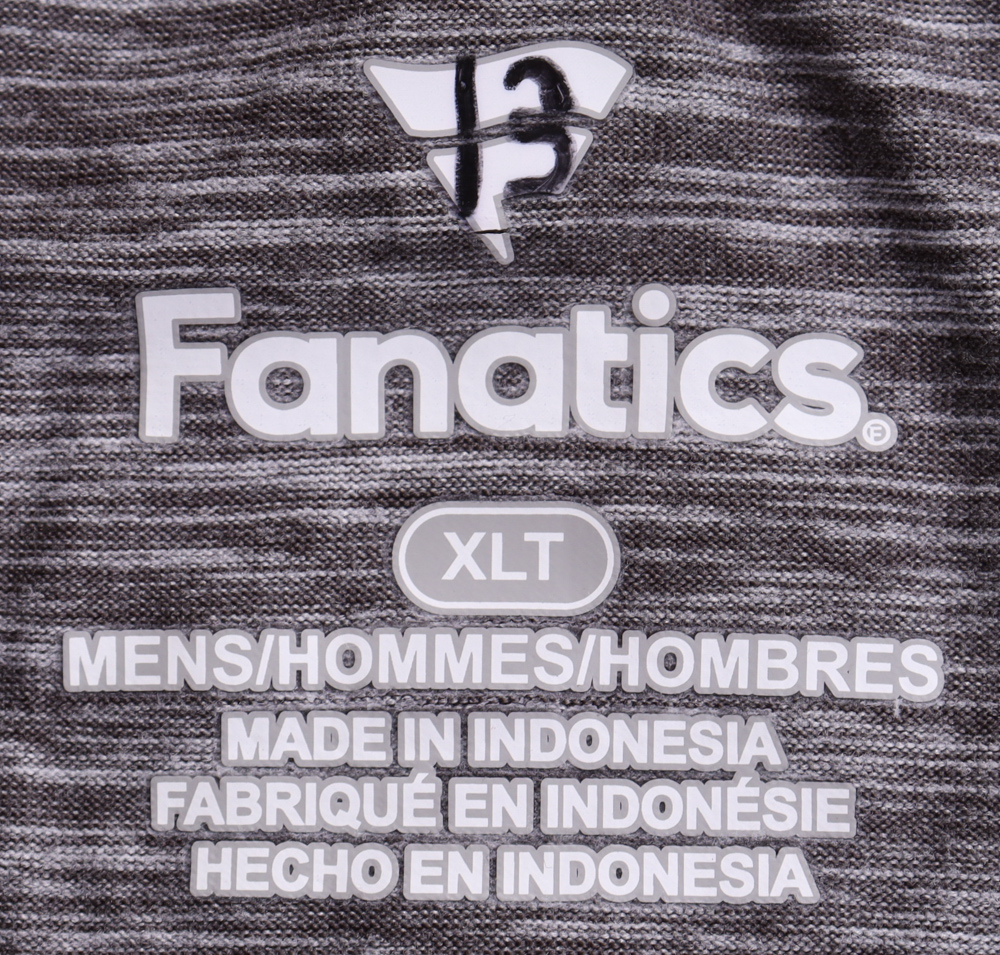 13
Fanatics®
XLT
MENS/HOMMES/HOMBRES
MADE IN INDONESIA
FABRIQUÉ EN INDONÉSIE
HECHO EN INDONESIA